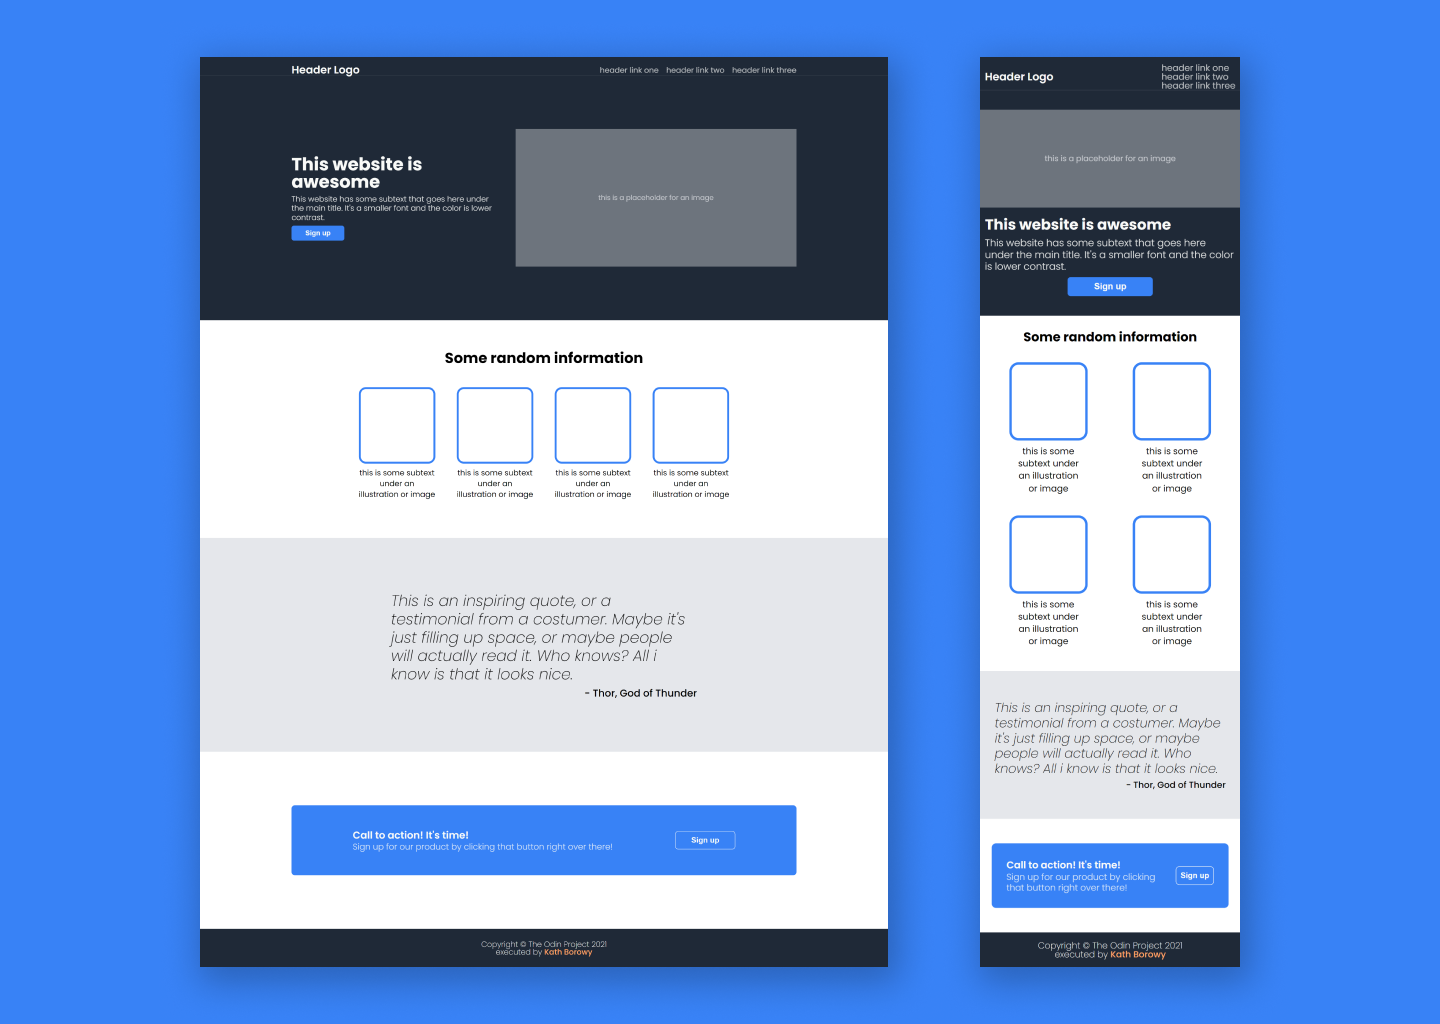 Header Logo
header link one header link two header link three
This website is
awesome
This website has some subtext that goes here under
the main title. It's a smaller font and the color is lower
contrast.
Sign up
this is a placeholder for an image
Some random information
this is some subtext
under an
illustration or image
this is some subtext
under an
illustration or image
this is some subtext
under an
illustration or image
this is some subtext
under an
illustration or image
This is an inspiring quote, or a
testimonial from a costumer. Maybe it's
just filling up space, or maybe people
will actually read it. Who knows? All i
know is that it looks nice.
- Thor, God of Thunder
Call to action! It's time!
Sign up for our product by clicking that button right over there!
Sign up
Copyright © The Odin Project 2021
executed by Kath Borowy
Header Logo
header link one
header link two
header link three
this is a placeholder for an image
This website is awesome
This website has some subtext that goes here
under the main title. It's a smaller font and the color
is lower contrast.
Sign up
Some random information
this is some
subtext under
an illustration
or image
this is some
subtext under
an illustration
or image
this is some
subtext under
an illustration
or image
this is some
subtext under
an illustration
or image
This is an inspiring quote, or a
testimonial from a costumer. Maybe
it's just filling up space, or maybe
people will actually read it. Who
knows? All i know is that it looks nice.
- Thor, God of Thunder
Call to action! It's time!
Sign up for our product by clicking
that button right over there!
Sign up
Copyright © The Odin Project 2021
executed by Kath Borowy